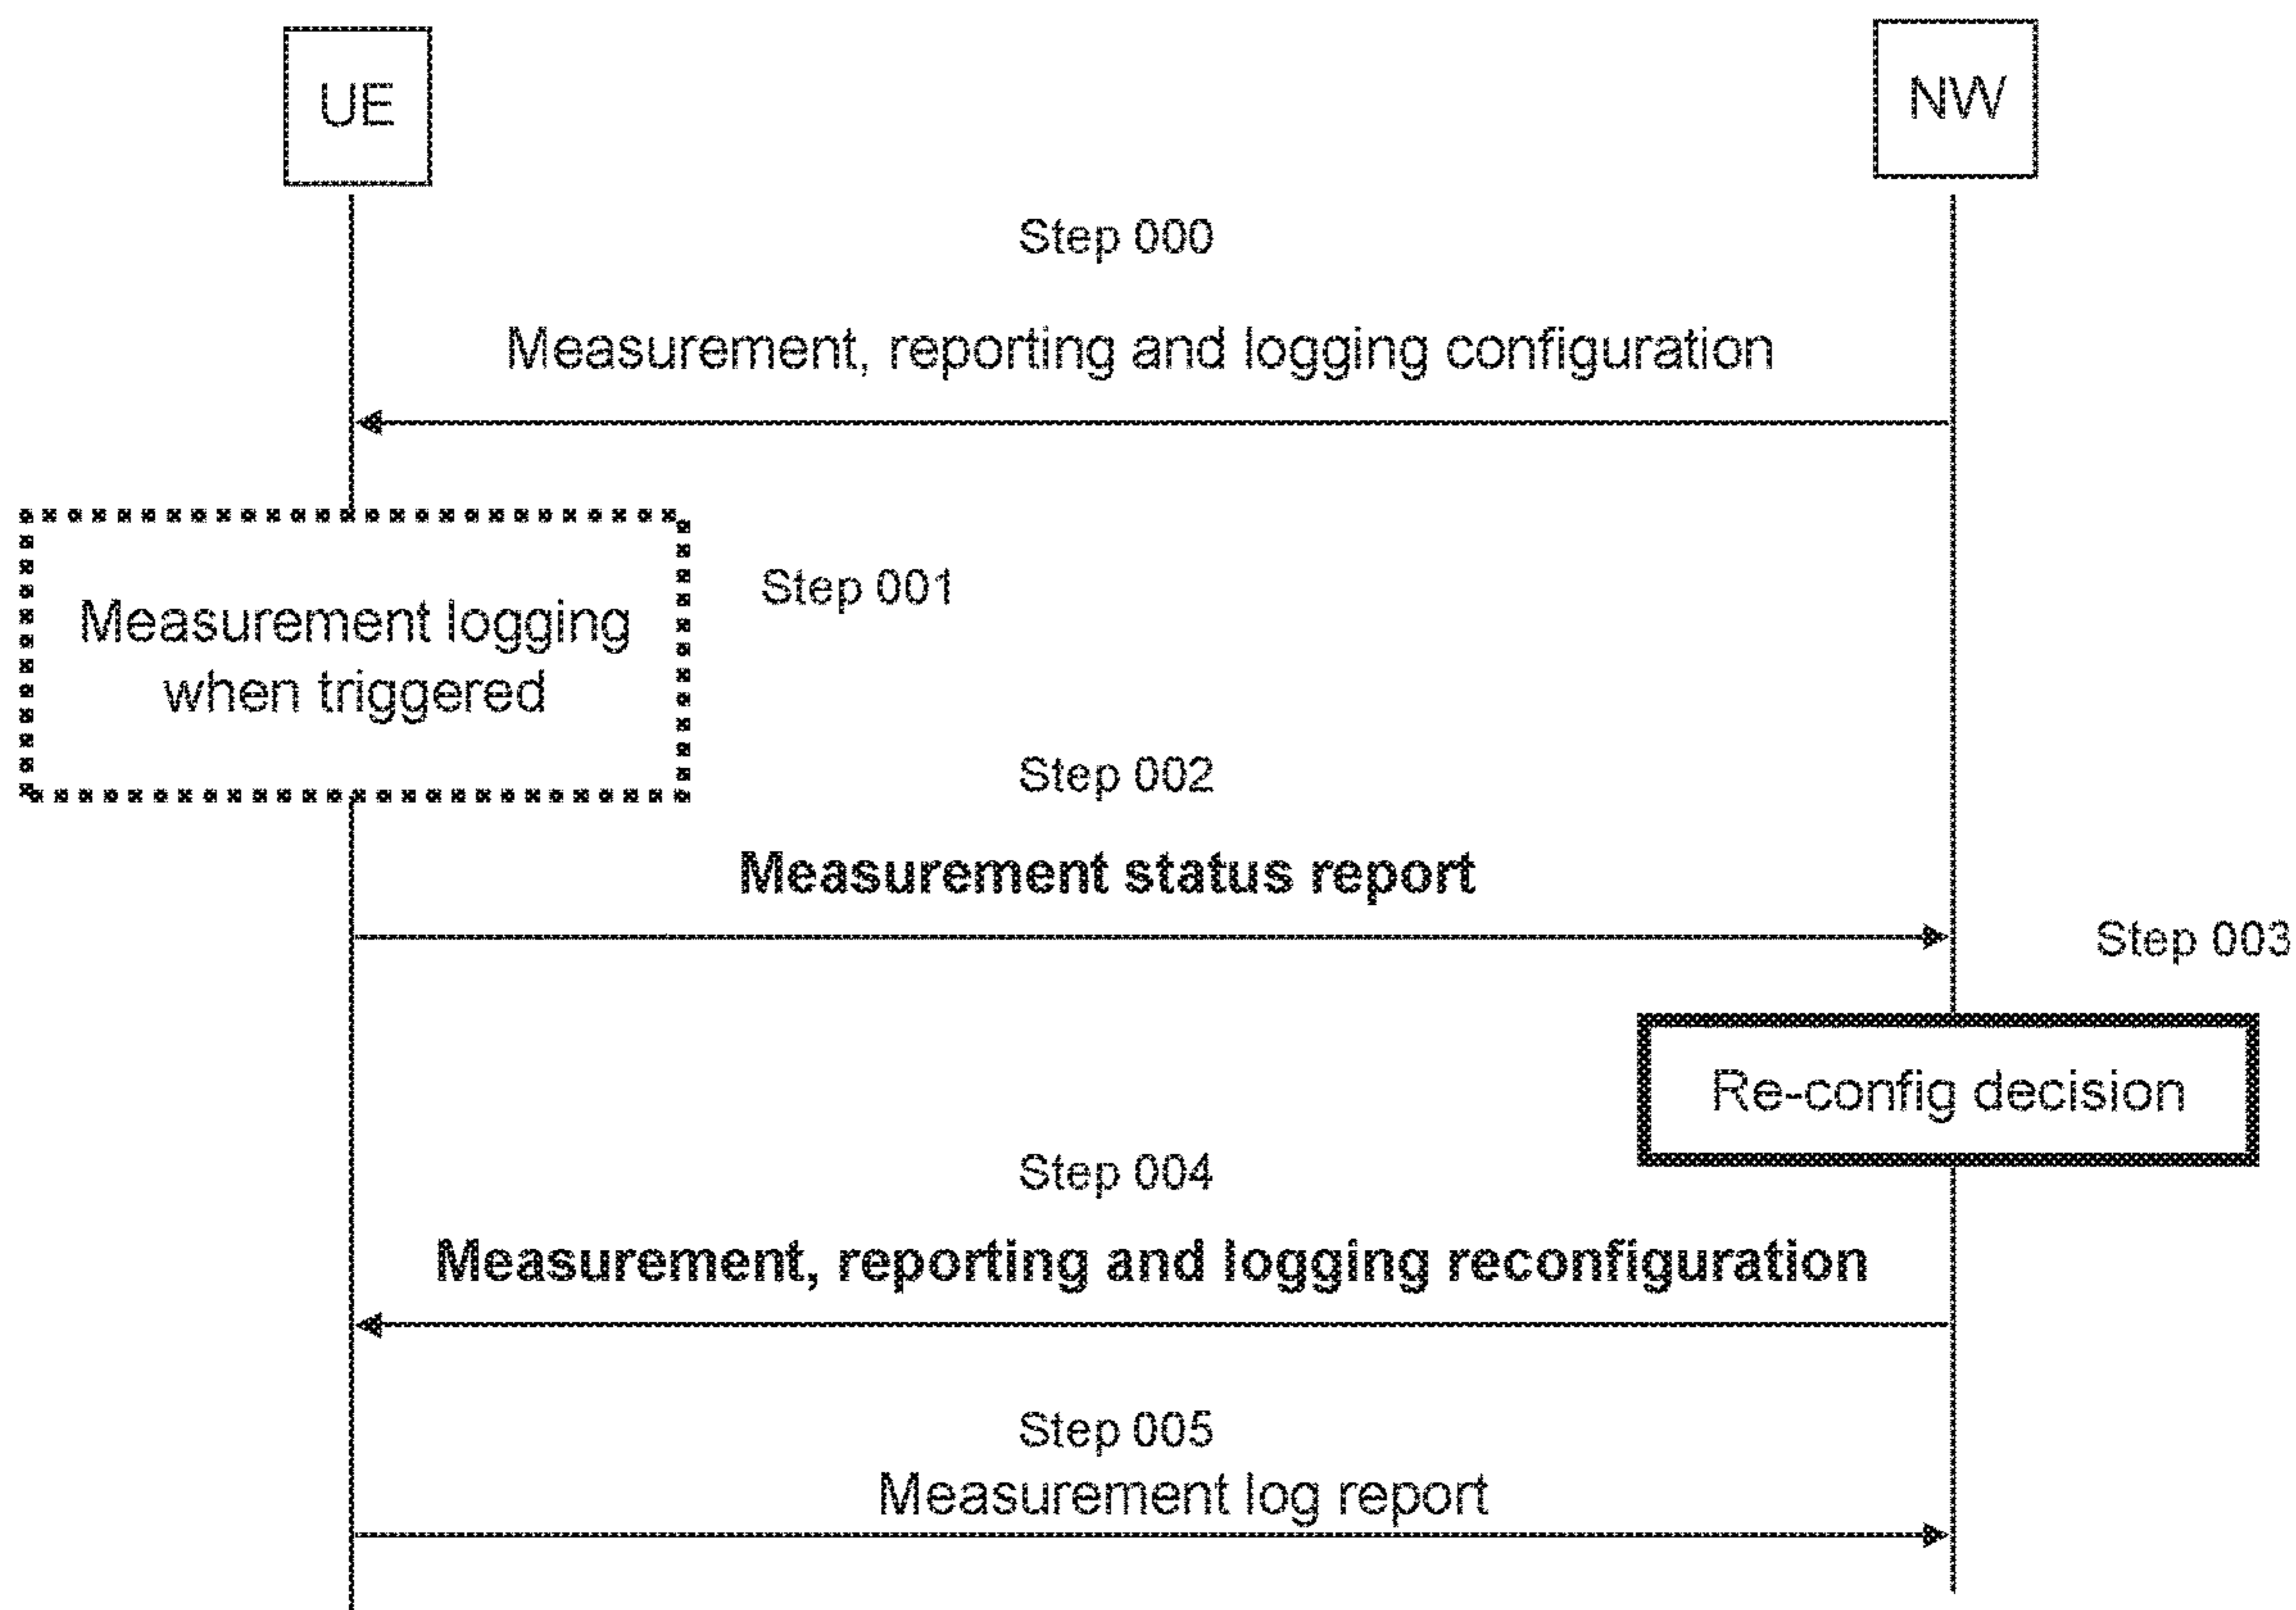 UE
NW
Step 000
Measurement, reporting and logging configuration
Step 001
Measurement logging
when triggered
Step 002
Measurement status report
Step 003
Re-config decision
Step 004
Measurement, reporting and logging reconfiguration
Step 005
Measurement log report